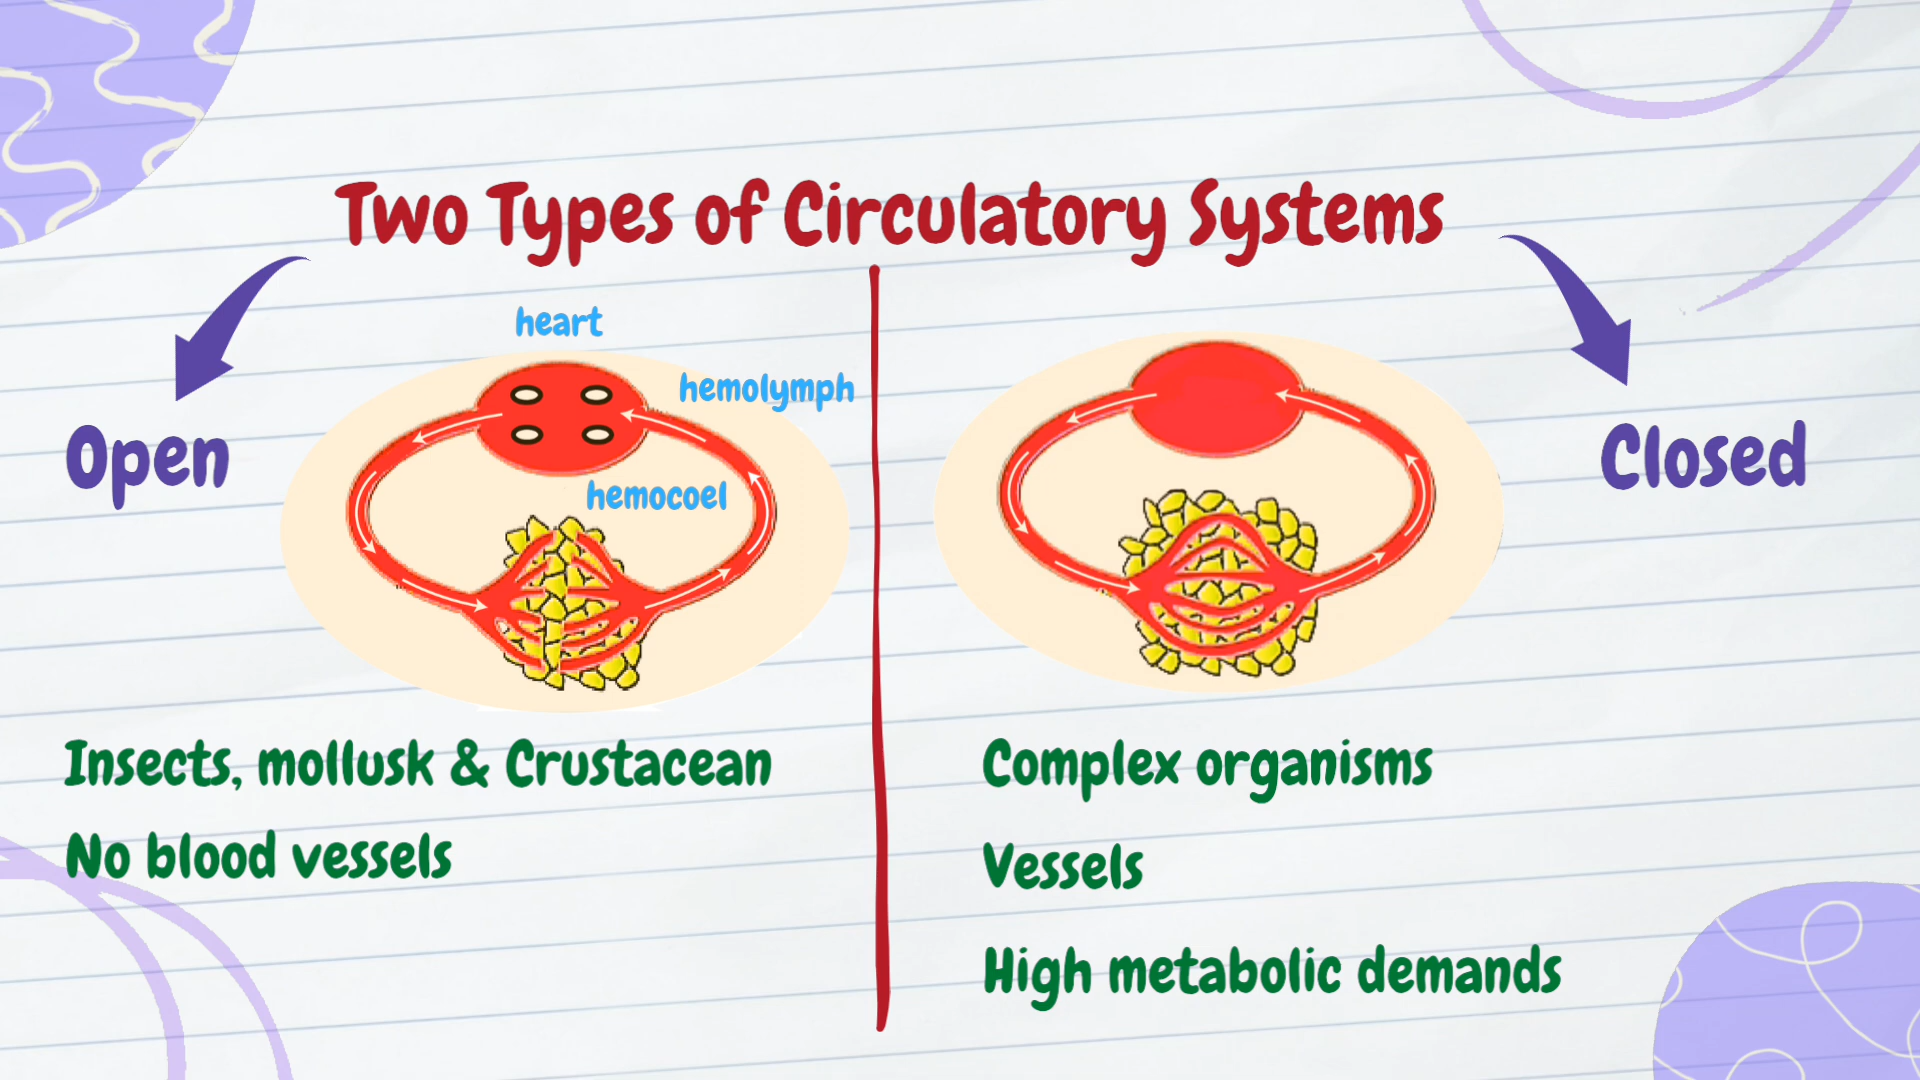 Two Types of Circulatory Systems
Open
heart
hemolymph
hemocoel
Insects, mollusk & Crustacean
No blood vessels
Closed
Complex organisms
Vessels
High metabolic demands